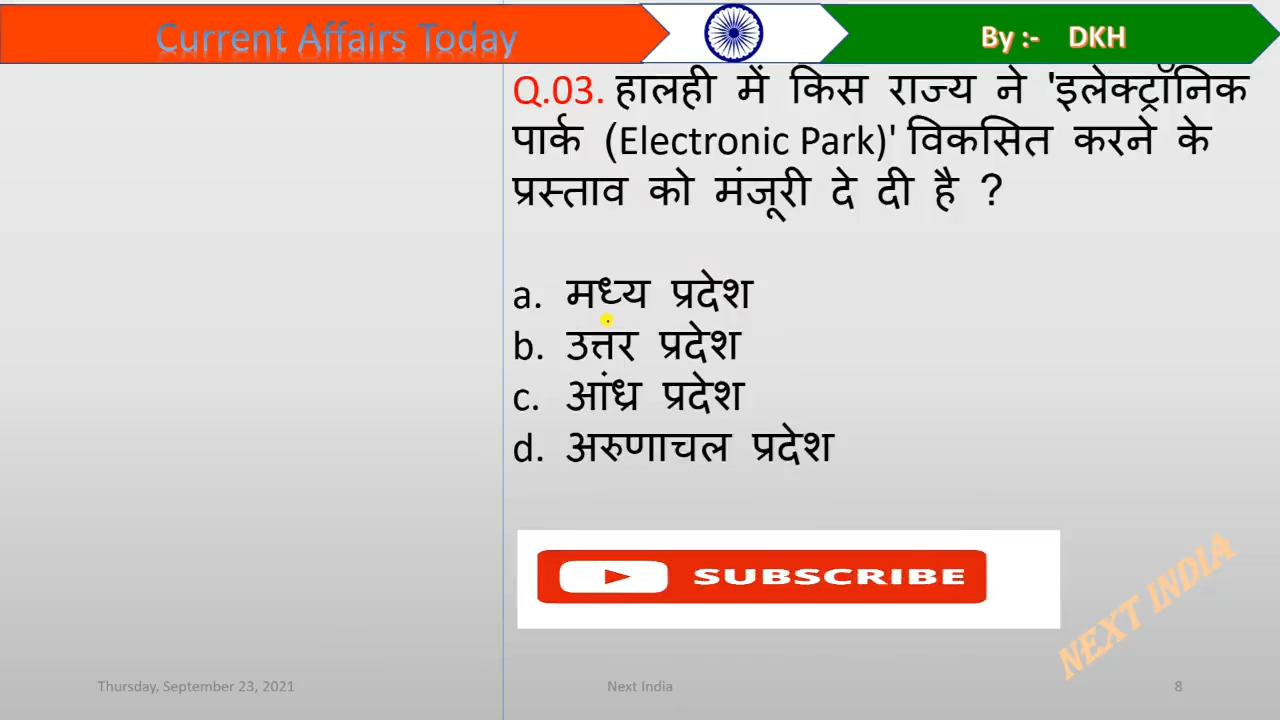 Current Affairs Today
By :- DKH
Q.03. हालही में किस राज्य ने 'इलेक्ट्रॉनिक
पार्क (Electronic Park)' विकसित करने के
प्रस्ताव को मंजूरी दे दी है ?
a. मध्य प्रदेश
b. उत्तर प्रदेश
c. आंध्र प्रदेश
d. अरुणाचल प्रदेश
SUBSCRIBE
NEXT INDIA
Thursday, September 23, 2021
Next India
8